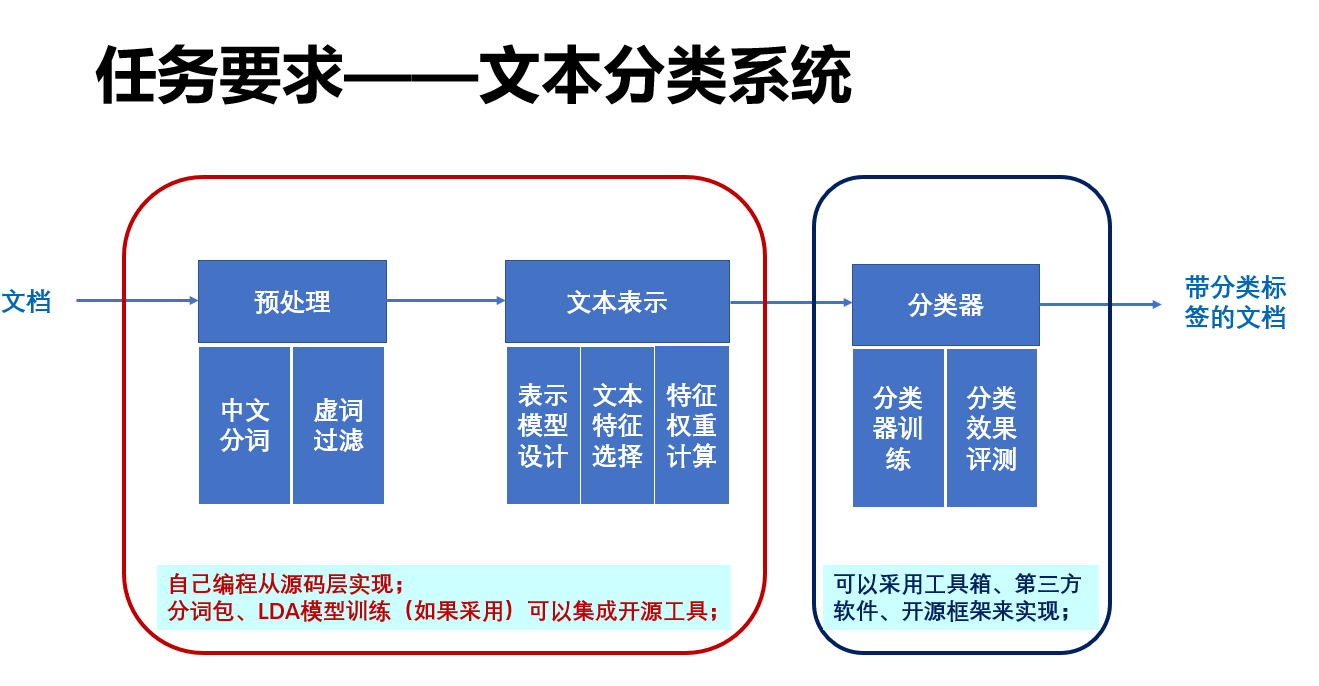 任务要求——文本分类系统
文档
预处理
文本表示
分类器
带分类标
签的文档
中文
分词
虚词
过滤
表示
模型
设计
文本
特征
选择
特征
权重
计算
分类
器训
练
分类
效果
评测
自己编程从源码层实现；
分词包、LDA模型训练（如果采用）可以集成开源工具；
可以采用工具箱、第三方
软件、开源框架来实现；